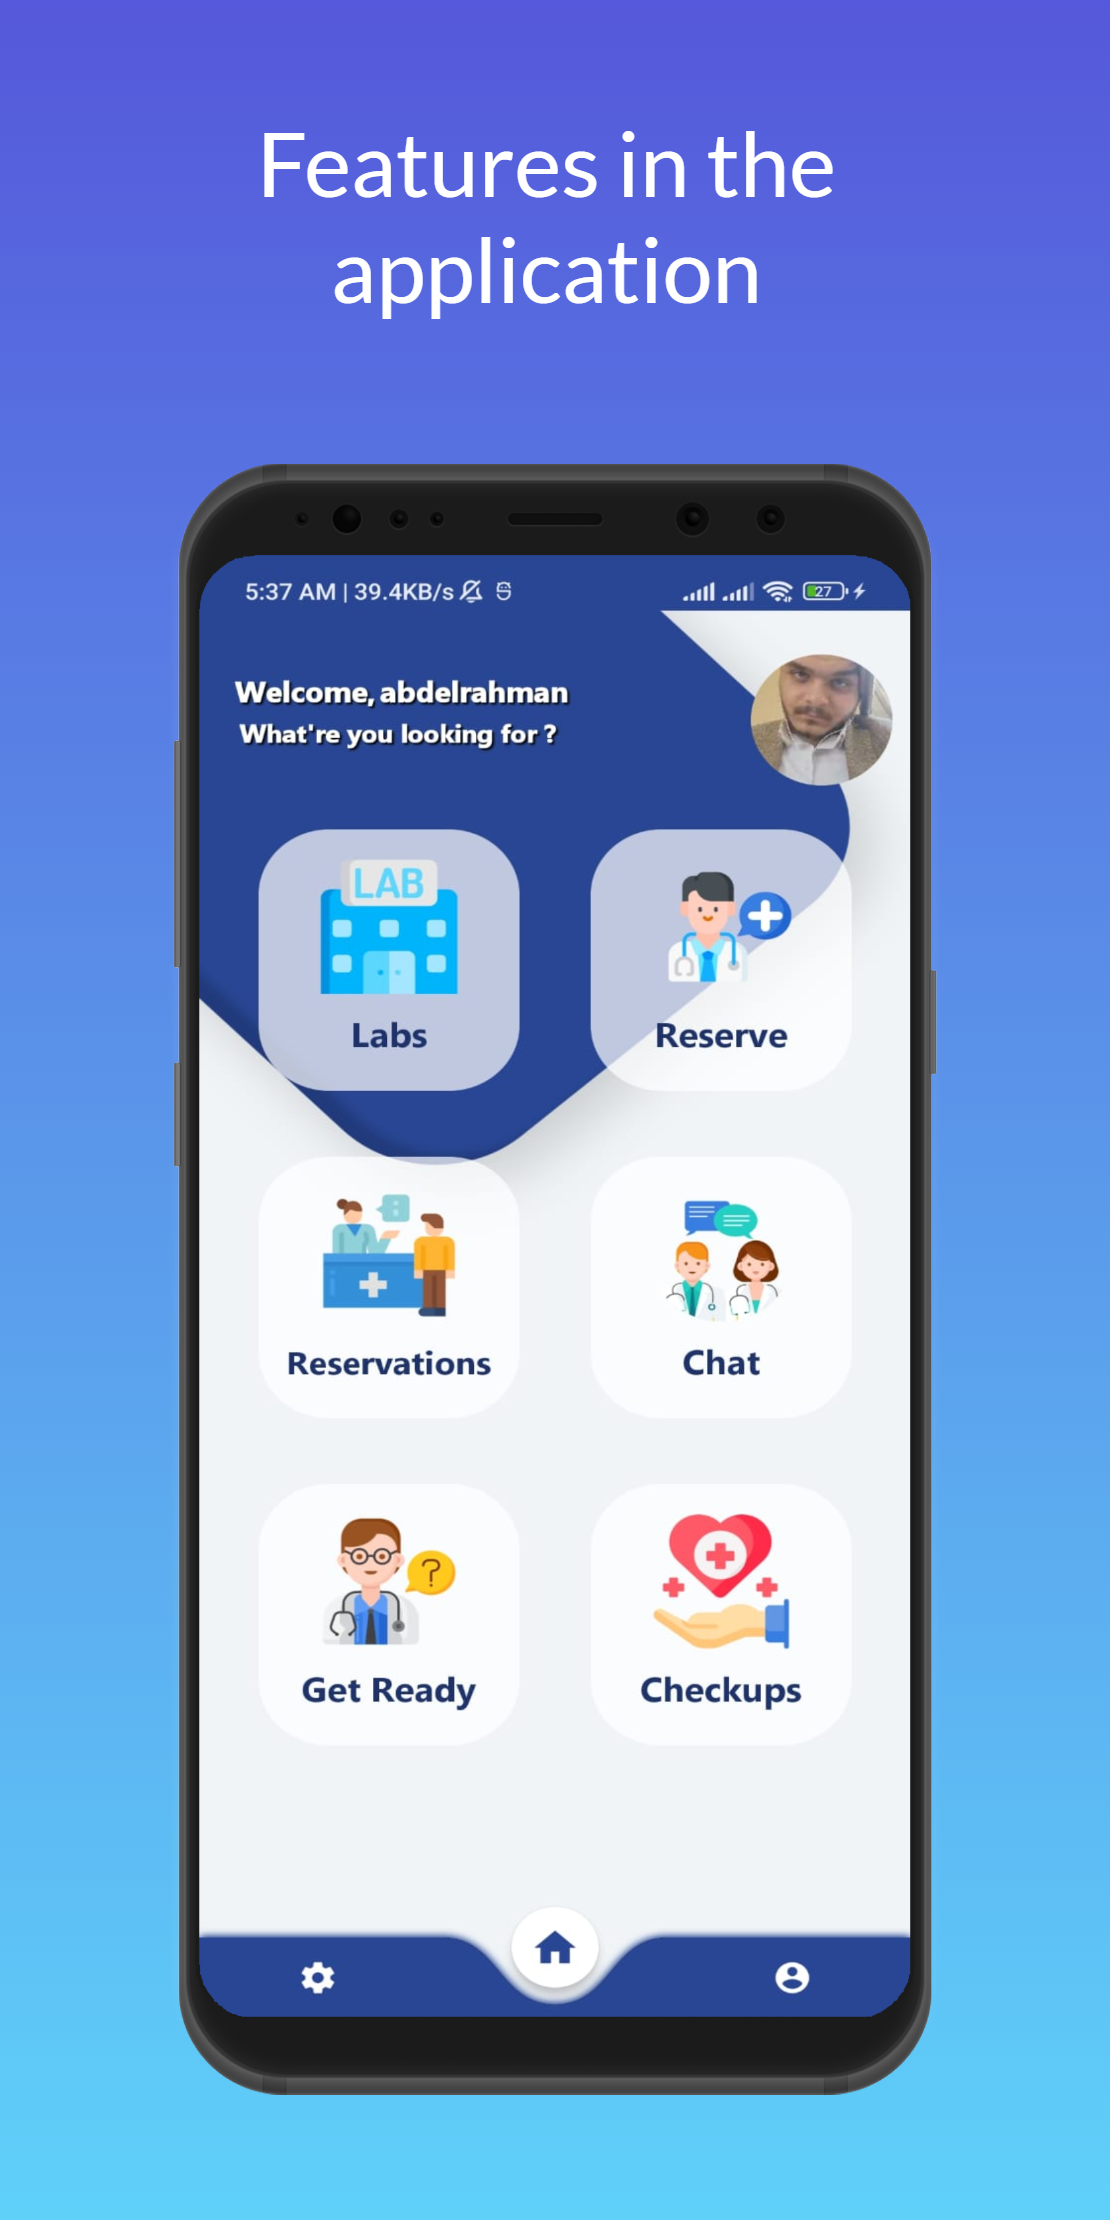 Features in the
application
5:37 AM | 39.4KB/s
27
Welcome, abdelrahman
What're you looking for ?
LAB
Labs
Reserve
Reservations
Chat
?
Get Ready
Checkups